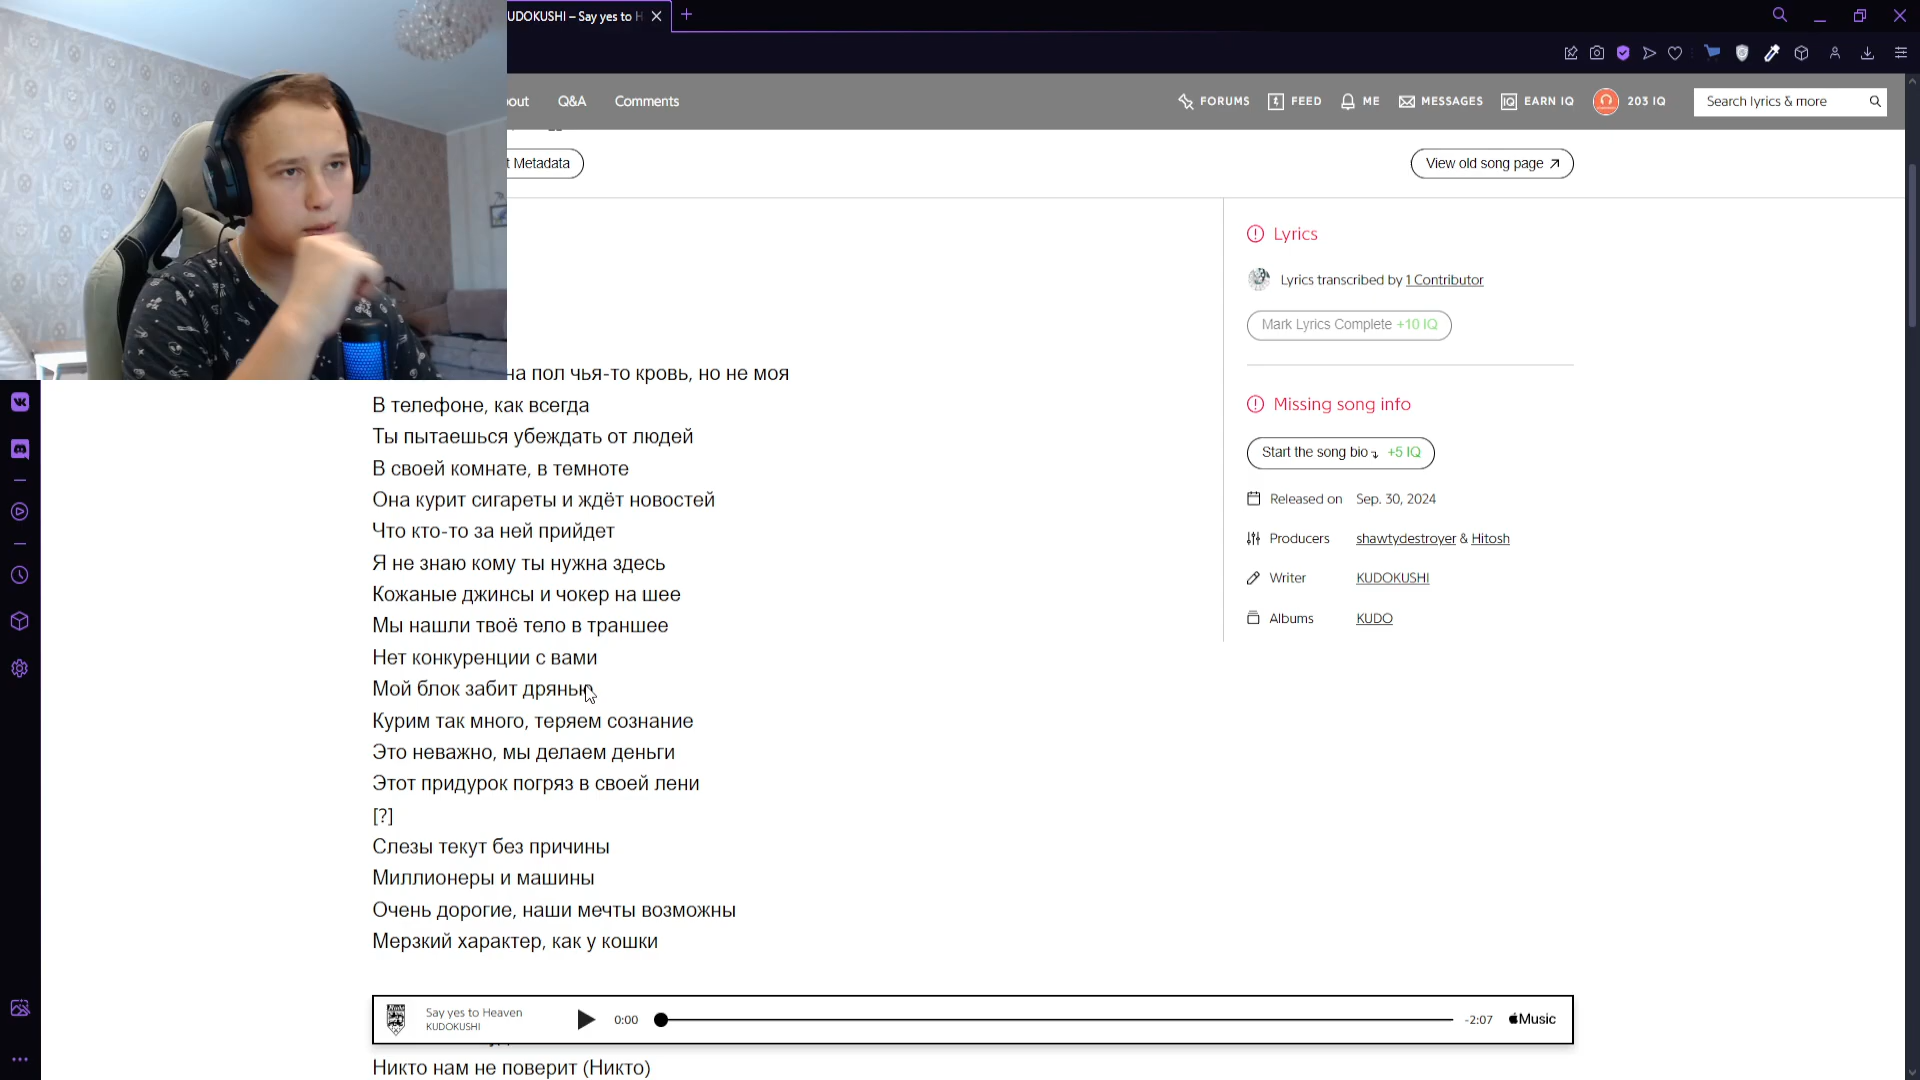 UDOKUSHI – Say yes to H
out
Q&A
Comments
FORUMS
FEED
ME
MESSAGES
EARN IQ
203 IQ
Search lyrics & more
t Metadata
View old song page
Lyrics
Lyrics transcribed by 1 Contributor
Mark Lyrics Complete +10 IQ
на пол чья-то кровь, но не моя
В телефоне, как всегда
Ты пытаешься убеждать от людей
В своей комнате, в темноте
Она курит сигареты и ждёт новостей
Что кто-то за ней прийдет
Я не знаю кому ты нужна здесь
Кожаные джинсы и чокер на шее
Мы нашли твоё тело в траншее
Нет конкуренции с вами
Мой блок забит дрянью
Курим так много, теряем сознание
Это неважно, мы делаем деньги
Этот придурок погряз в своей лени
[?]
Слезы текут без причины
Миллионеры и машины
Очень дорогие, наши мечты возможны
Мерзкий характер, как у кошки
Missing song info
Start the song bio +5 IQ
Released on Sep. 30, 2024
Producers shawtydestroyer & Hitosh
Writer KUDOKUSHI
Albums KUDO
Say yes to Heaven
KUDOKUSHI
0:00
-2:07
Music
Никто нам не поверит (Никто)